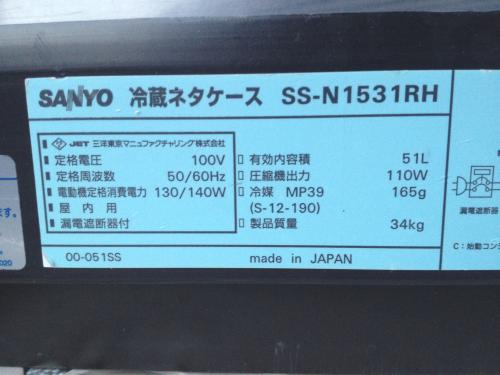 SANYO 冷蔵ネタケース SS-N1531RH
JET 三洋東京マニュファクチャリング株式会社
定格電圧 100V
定格周波数 50/60Hz
電動機定格消費電力 130/140W
屋内用
漏電遮断器付
有効内容積 51L
圧縮機出力 110W
冷媒 MP39 165g
(S-12-190)
製品質量 34kg
00-051SS made in JAPAN
ます。
020
漏電遮断器
C：始動コンデ